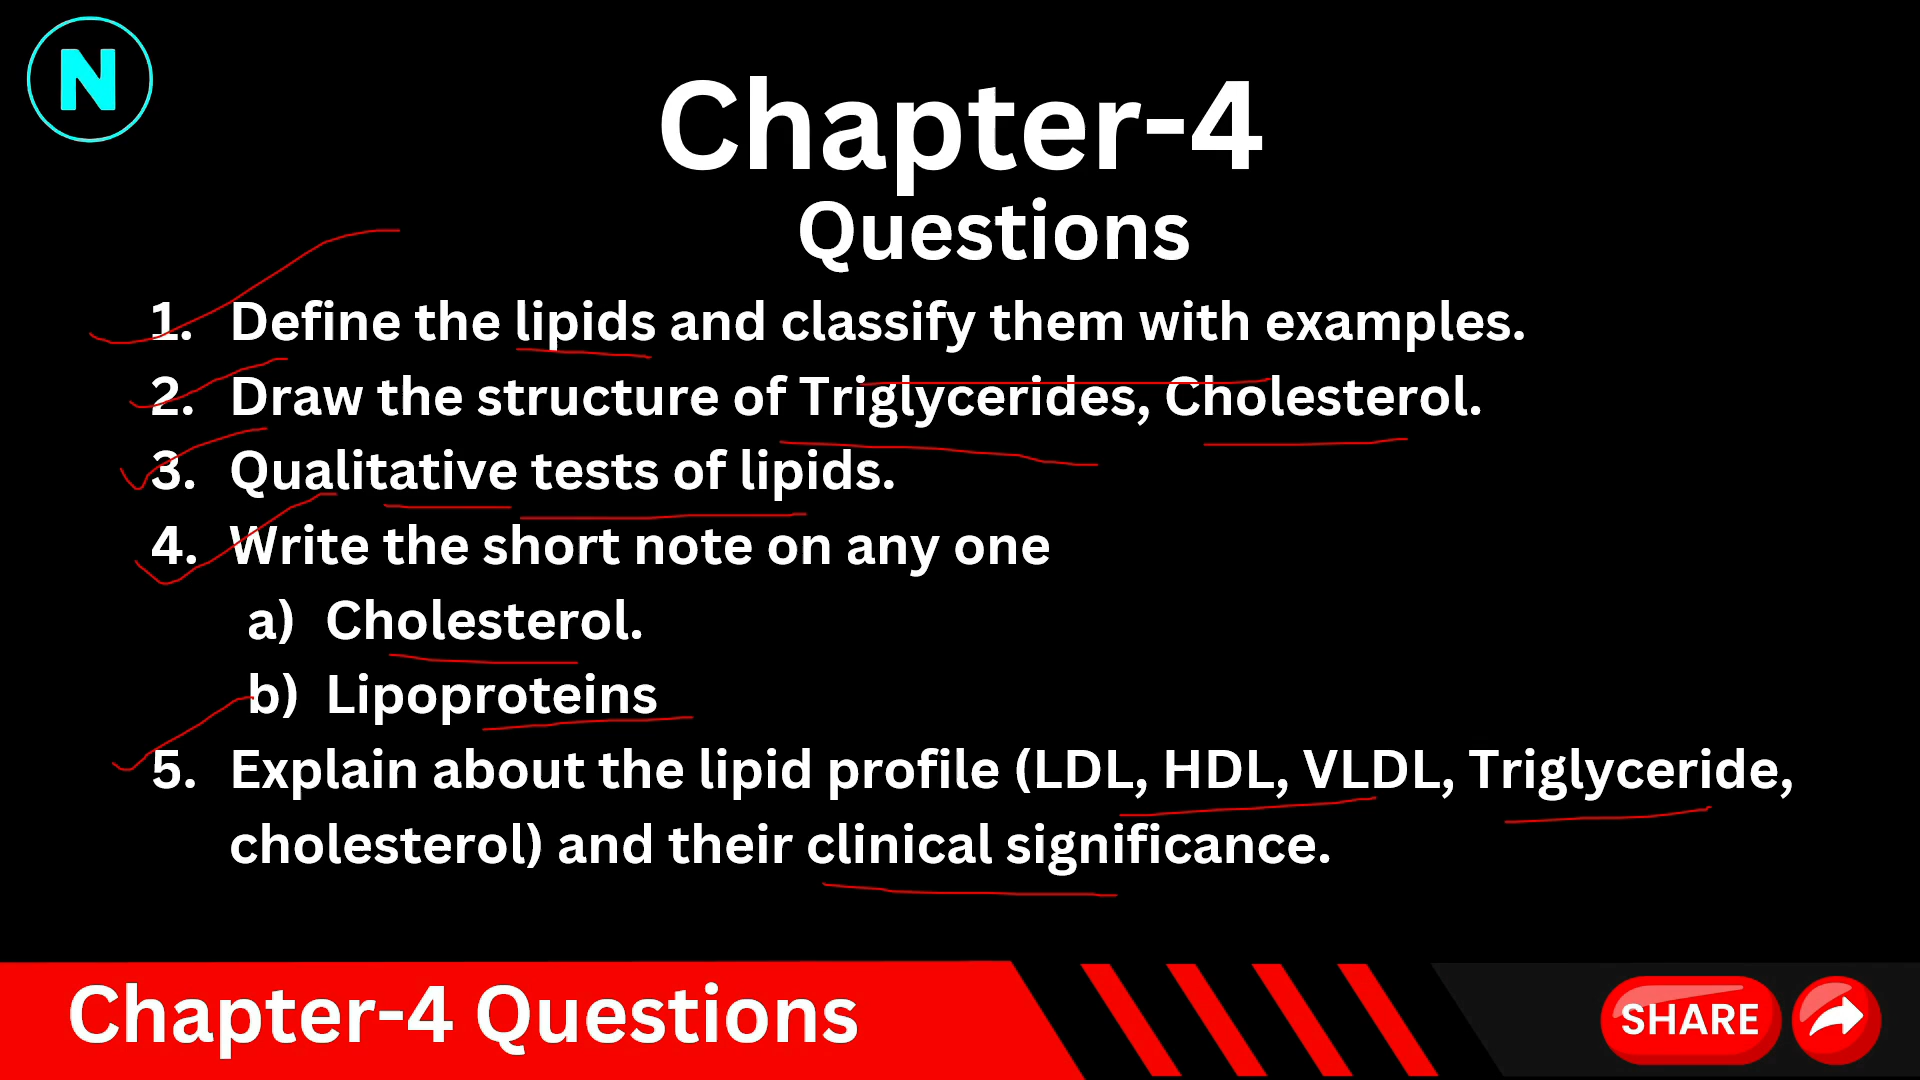 N
Chapter-4
Questions
1. Define the lipids and classify them with examples.
2. Draw the structure of Triglycerides, Cholesterol.
3. Qualitative tests of lipids.
4. Write the short note on any one
a) Cholesterol.
b) Lipoproteins
5. Explain about the lipid profile (LDL, HDL, VLDL, Triglyceride,
cholesterol) and their clinical significance.
Chapter-4 Questions
SHARE